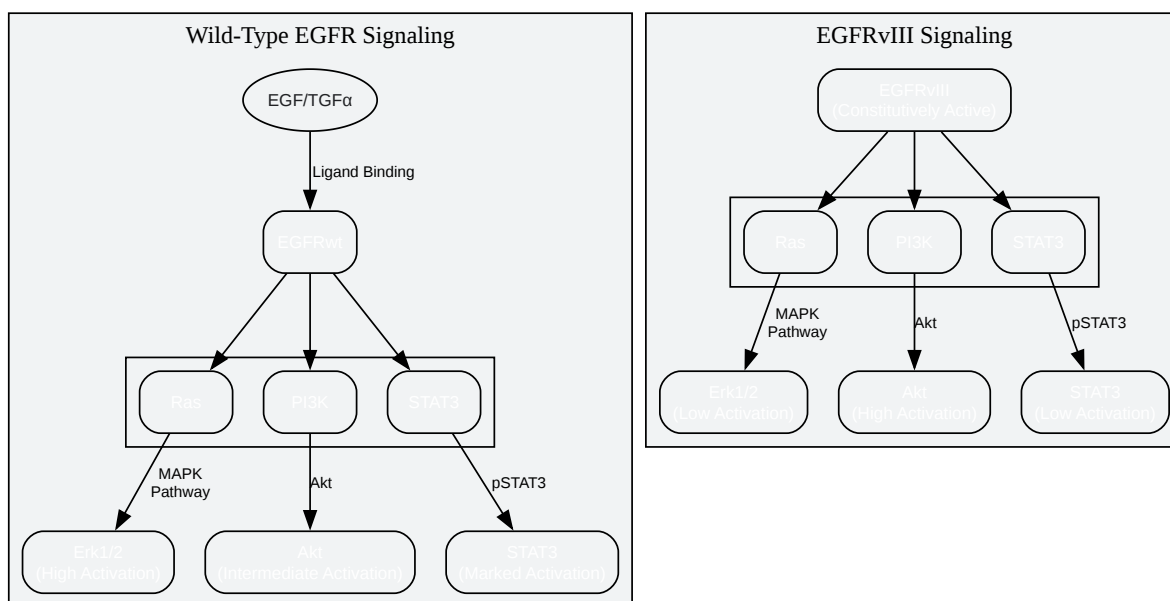 Wild-Type EGFR Signaling
EGF/TGFα
Ligand Binding
EGFRwt
Ras
PI3K
STAT3
MAPK
Pathway
Akt
pSTAT3
Erk1/2
(High Activation)
Akt
(Intermediate Activation)
STAT3
(Marked Activation)
EGFRvIII Signaling
EGFRvIII
(Constitutively Active)
Ras
PI3K
STAT3
MAPK
Pathway
Akt
pSTAT3
Erk1/2
(Low Activation)
Akt
(High Activation)
STAT3
(Low Activation)